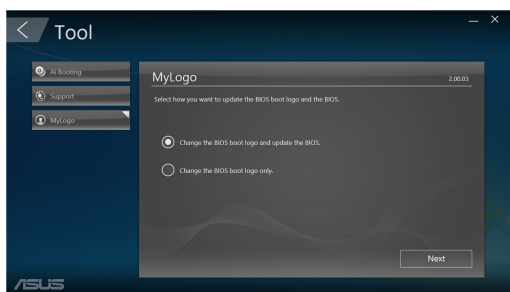 Tool
Ai Booting
Support
MyLogo
MyLogo
2.00.03
Select how you want to update the BIOS boot logo and the BIOS.
Change the BIOS boot logo and update the BIOS.
Change the BIOS boot logo only.
Next
ASUS